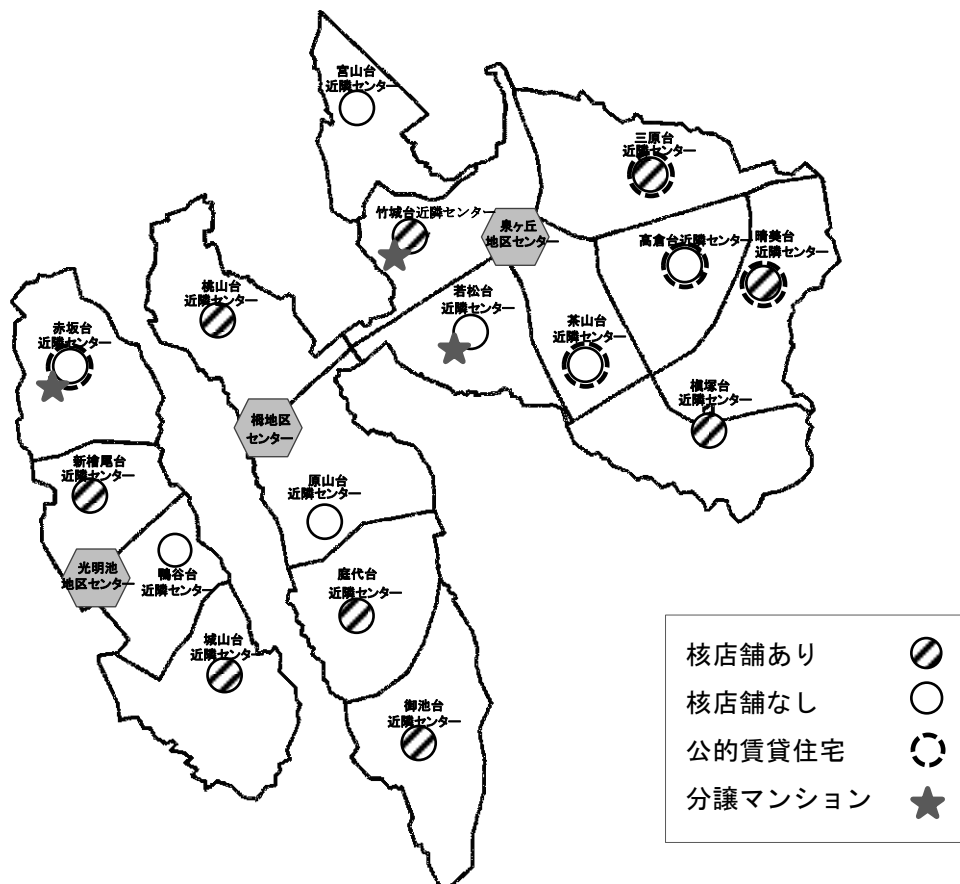 宮山台
近隣センター
三原台
近隣センター
竹城台近隣センター
泉ヶ丘
地区センター
高倉台近隣センター
晴美台
近隣センター
桃山台
近隣センター
若松台
近隣センター
茶山台
近隣センター
赤坂台
近隣センター
槇塚台
近隣センター
栂地区
センター
新檜尾台
近隣センター
原山台
近隣センター
光明池
地区センター
鴨谷台
近隣センター
庭代台
近隣センター
城山台
近隣センター
御池台
近隣センター
核店舗あり
核店舗なし
公的賃貸住宅
分譲マンション